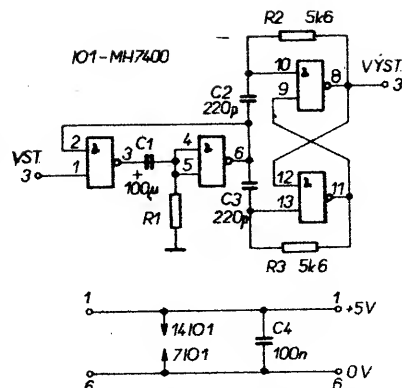 R2 5k6
IO1-MH7400
10 & 8 VÝST.
9 3
C2
220p
2 & 3 C1 4 & 6
VST. 1 + 5
3 100µ
C3
220p
12 & 11
13
R1
R3 5k6
1 1 +5V
14IO1 C4
7IO1 100n
6 6 0V